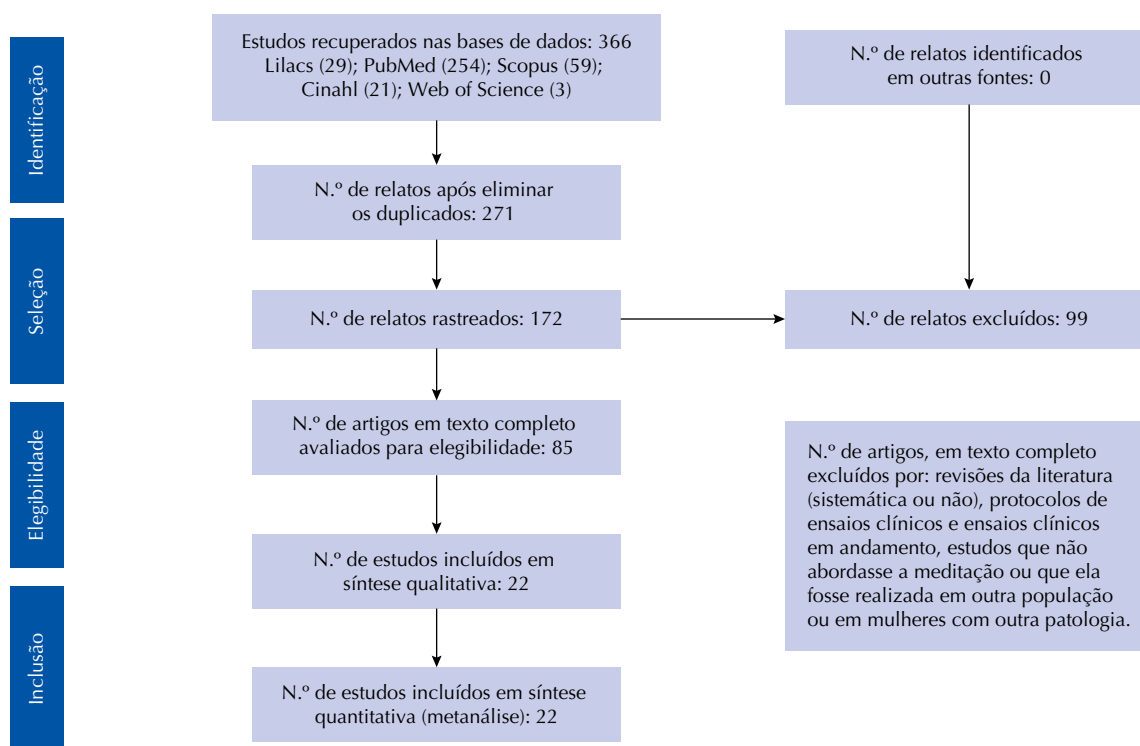 Identificação
Estudos recuperados nas bases de dados: 366
Lilacs (29); PubMed (254); Scopus (59);
Cinahl (21); Web of Science (3)
N.º de relatos identificados
em outras fontes: 0
N.º de relatos após eliminar
os duplicados: 271
Seleção
N.º de relatos rastreados: 172
N.º de relatos excluídos: 99
Elegibilidade
N.º de artigos em texto completo
avaliados para elegibilidade: 85
N.º de artigos, em texto completo
excluídos por: revisões da literatura
(sistemática ou não), protocolos de
ensaios clínicos e ensaios clínicos
em andamento, estudos que não
abordasse a meditação ou que ela
fosse realizada em outra população
ou em mulheres com outra patologia.
N.º de estudos incluídos em
síntese qualitativa: 22
Inclusão
N.º de estudos incluídos em síntese
quantitativa (metanálise): 22